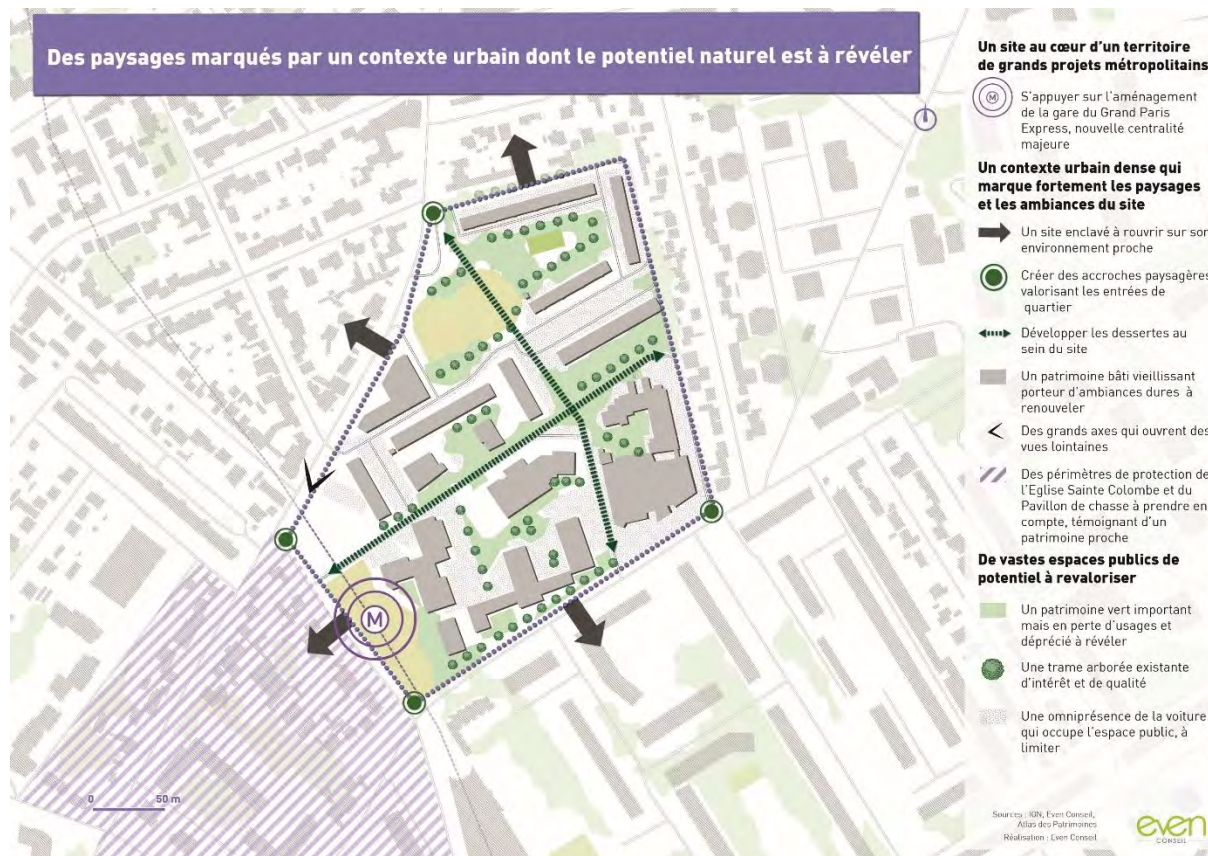 Des paysages marqués par un contexte urbain dont le potentiel naturel est à révéler
Un site au cœur d'un territoire
de grands projets métropolitains
M
S'appuyer sur l'aménagement
de la gare du Grand Paris
Express, nouvelle centralité
majeure
Un contexte urbain dense qui
marque fortement les paysages
et les ambiances du site
Un site enclavé à rouvrir sur son
environnement proche
Créer des accroches paysagères
valorisant les entrées de
quartier
Développer les dessertes au
sein du site
Un patrimoine bâti vieillissant
porteur d'ambiances dures à
renouveler
Des grands axes qui ouvrent des
vues lointaines
Des périmètres de protection de
l'Eglise Sainte Colombe et du
Pavillon de chasse à prendre en
compte, témoignant d'un
patrimoine proche
De vastes espaces publics de
potentiel à revaloriser
Un patrimoine vert important
mais en perte d'usages et
déprécié à révéler
Une trame arborée existante
d'intérêt et de qualité
Une omniprésence de la voiture
qui occupe l'espace public, à
limiter
M
0 50 m
Sources : IGN, Even Conseil,
Atlas des Patrimoines
Réalisation : Even Conseil
even
CONSEIL